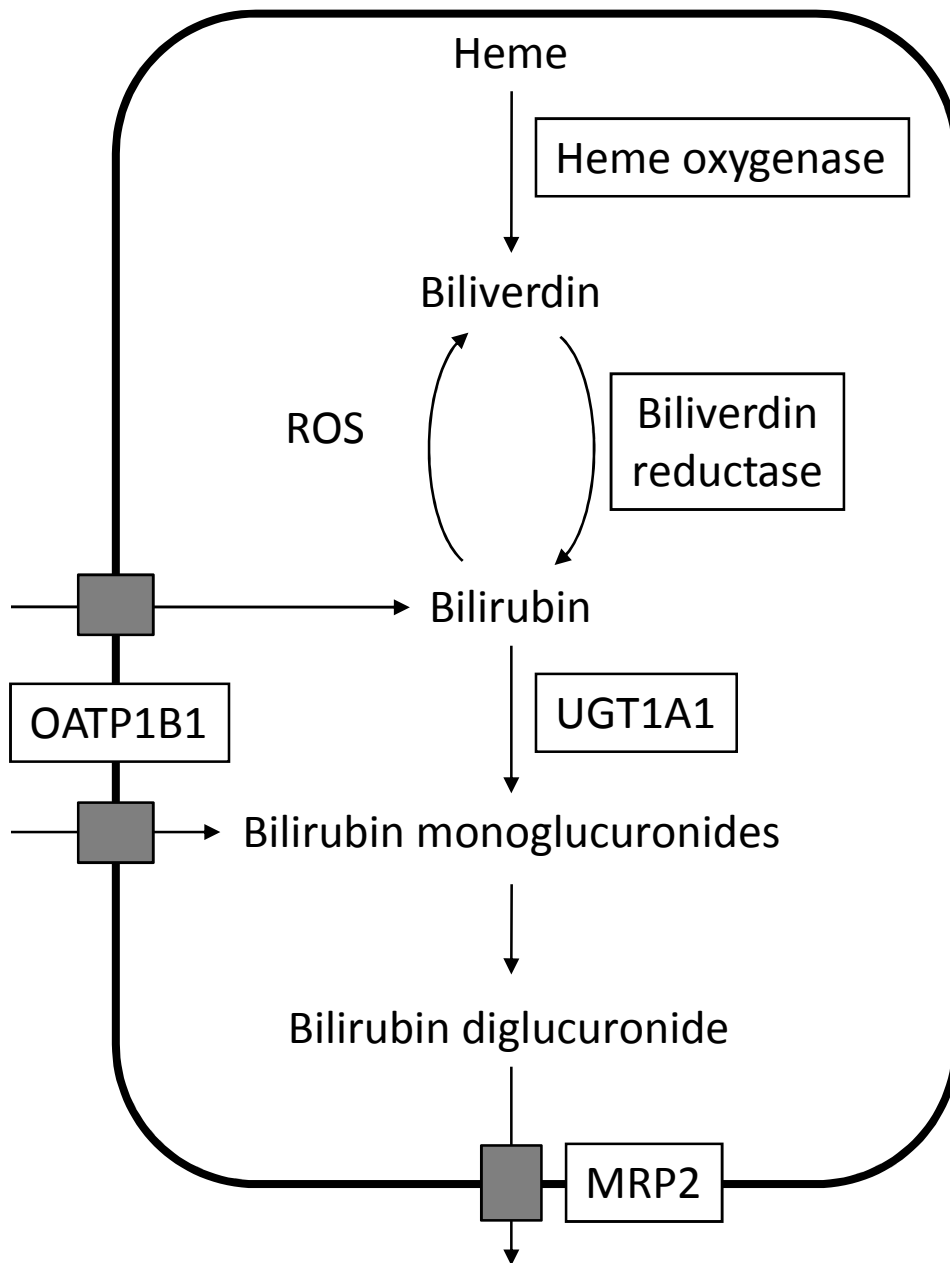 Heme
Heme oxygenase
Biliverdin
ROS
Biliverdin
reductase
Bilirubin
OATP1B1
UGT1A1
Bilirubin monoglucuronides
Bilirubin diglucuronide
MRP2